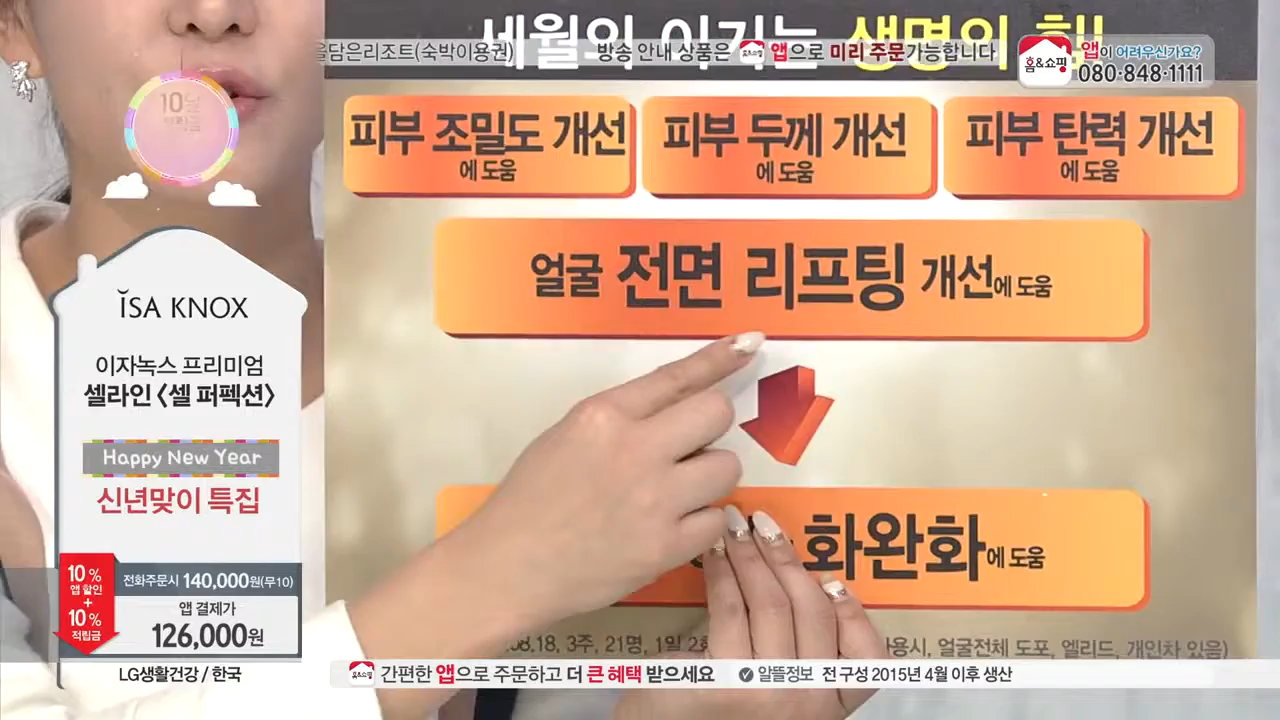 세월의 이기는 생명의 힘!
을담은리조트(숙박이용권)
방송 안내 상품은 홈&쇼핑 앱으로 미리 주문가능합니다
홈&쇼핑
앱이 어려우신가요?
080-848-1111
10
피부 조밀도 개선
에 도움
피부 두께 개선
에 도움
피부 탄력 개선
에 도움
얼굴 전면 리프팅 개선에 도움
ISA KNOX
이자녹스 프리미엄
셀라인 <셀 퍼펙션>
Happy New Year
신년맞이 특집
화완화에 도움
10%
앱 할인
+
10%
적립금
전화주문시 140,000원(무10)
앱 결제가
126,000원
08.18, 3주, 21명, 1일 2
사용시, 얼굴전체 도포, 엘리드, 개인차 있음)
LG생활건강 / 한국
홈&쇼핑 간편한 앱으로 주문하고 더 큰 혜택 받으세요
알뜰정보 전 구성 2015년 4월 이후 생산